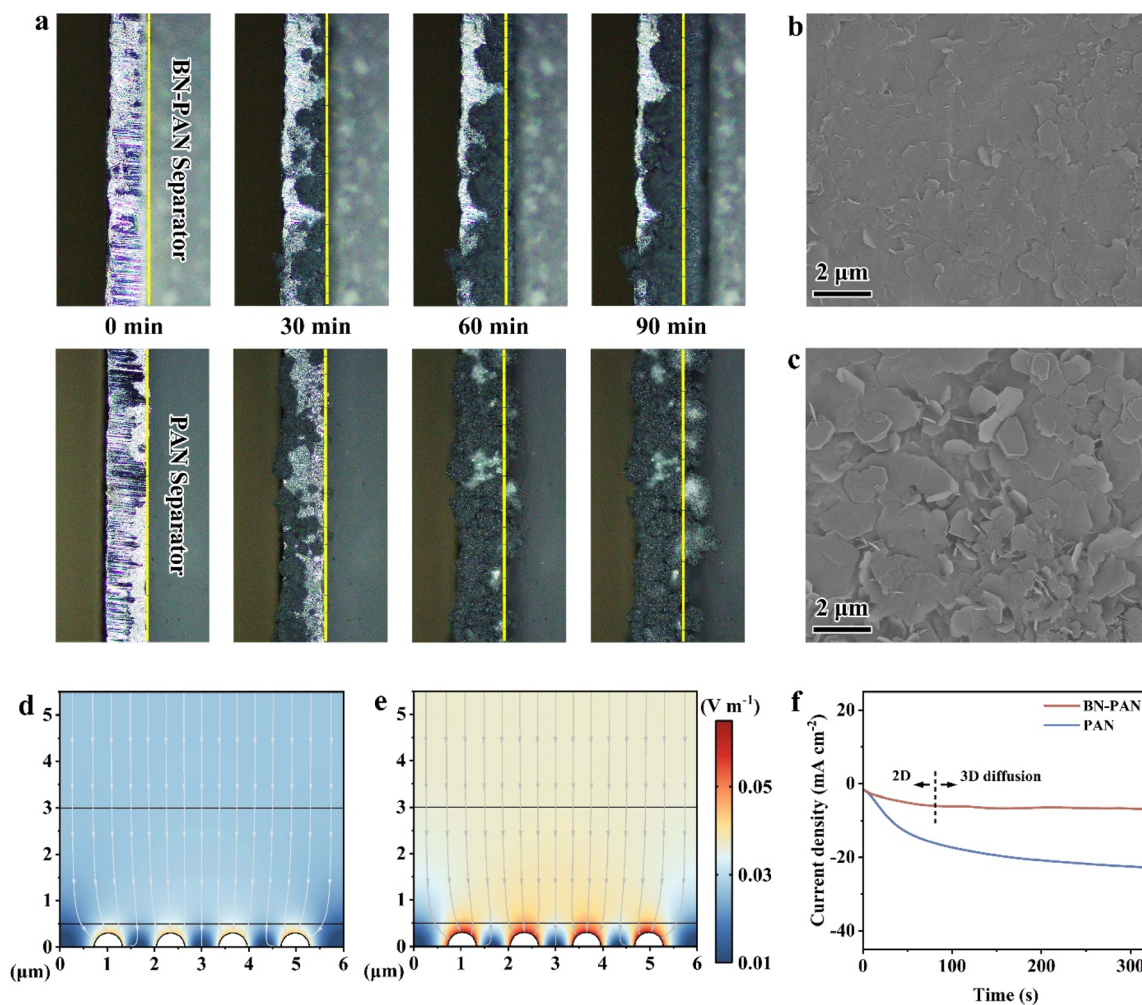 a
BN-PAN Separator
0 min
30 min
60 min
90 min
PAN Separator
b
2 μm
c
2 μm
d
5
4
3
2
1
0
(μm)
0
1
2
3
4
5
6
e
5
4
3
2
1
0
(μm)
0
1
2
3
4
5
6
(V m⁻¹)
0.05
0.03
0.01
f
BN-PAN
PAN
2D
3D diffusion
Current density (mA cm⁻²)
20
0
-20
-40
0
100
200
300
Time (s)